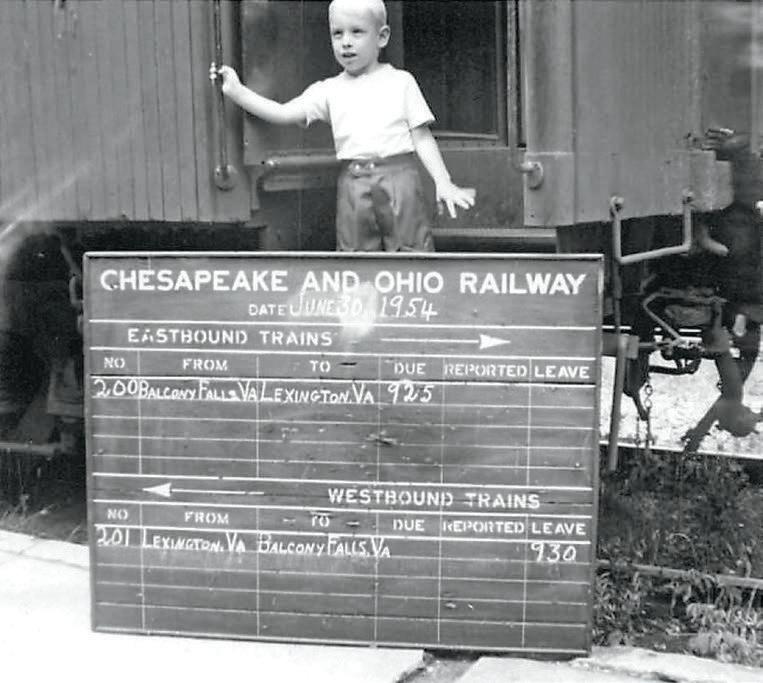 CHESAPEAKE AND OHIO RAILWAY
DATE JUNE 30, 1954
EASTBOUND TRAINS
NO FROM TO DUE REPORTED LEAVE
200 BALCONY FALLS, VA LEXINGTON, VA 925
WESTBOUND TRAINS
NO FROM TO DUE REPORTED LEAVE
201 LEXINGTON, VA BALCONY FALLS, VA 930